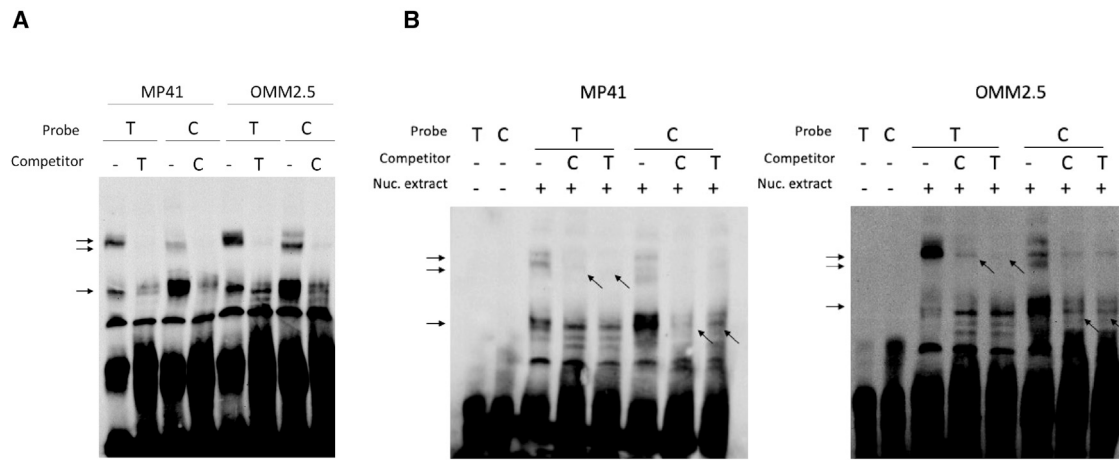 A
MP41 OMM2.5
Probe T C T C
Competitor - T - C - T - C
B
MP41
Probe T C T C
Competitor - - - C T - C T
Nuc. extract - - + + + + + +
OMM2.5
Probe T C T C
Competitor - - - C T - C T
Nuc. extract - - + + + + + +